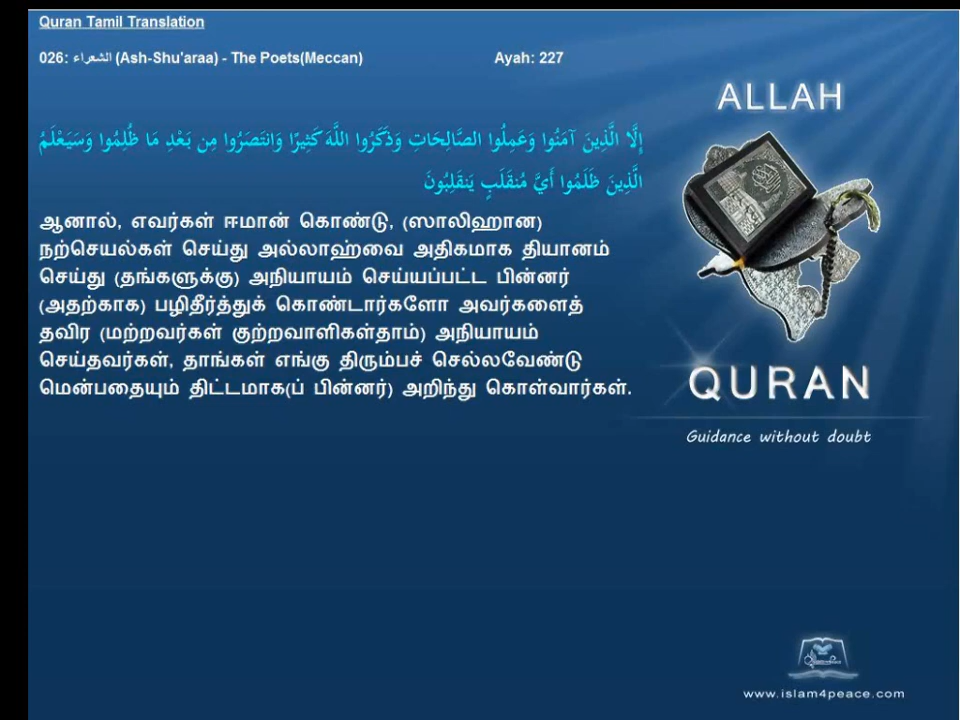 Quran Tamil Translation
026: الشعراء (Ash-Shu'araa) - The Poets(Meccan) Ayah: 227
ALLAH
إِلَّا الَّذِينَ آمَنُوا وَعَمِلُوا الصَّالِحَاتِ وَذَكَرُوا اللَّهَ كَثِيرًا وَانتَصَرُوا مِن بَعْدِ مَا ظُلِمُوا وَسَيَعْلَمُ
الَّذِينَ ظَلَمُوا أَيَّ مُنقَلَبٍ يَنقَلِبُونَ
ஆனால், எவர்கள் ஈமான் கொண்டு, (ஸாலிஹான)
நற்செயல்கள் செய்து அல்லாஹ்வை அதிகமாக தியானம்
செய்து (தங்களுக்கு) அநியாயம் செய்யப்பட்ட பின்னர்
(அதற்காக) பழிதீர்த்துக் கொண்டார்களோ அவர்களைத்
தவிர (மற்றவர்கள் குற்றவாளிகள்தாம்) அநியாயம்
செய்தவர்கள், தாங்கள் எங்கு திரும்பச் செல்லவேண்டு
மென்பதையும் திட்டமாக(ப் பின்னர்) அறிந்து கொள்வார்கள்.
QURAN
Guidance without doubt
www.islam4peace.com